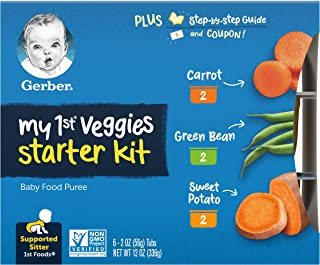 PLUS Step-by-Step Guide
and COUPON!
Gerber®
my 1st Veggies
starter kit
Baby Food Puree
Carrot
2
Green Bean
2
Sweet
Potato
2
Supported
Sitter
1st Foods®
NON
GMO
Project
VERIFIED
nongmoproject.org
6-2 OZ (56g) Tubs
NET WT 12 OZ (336g)